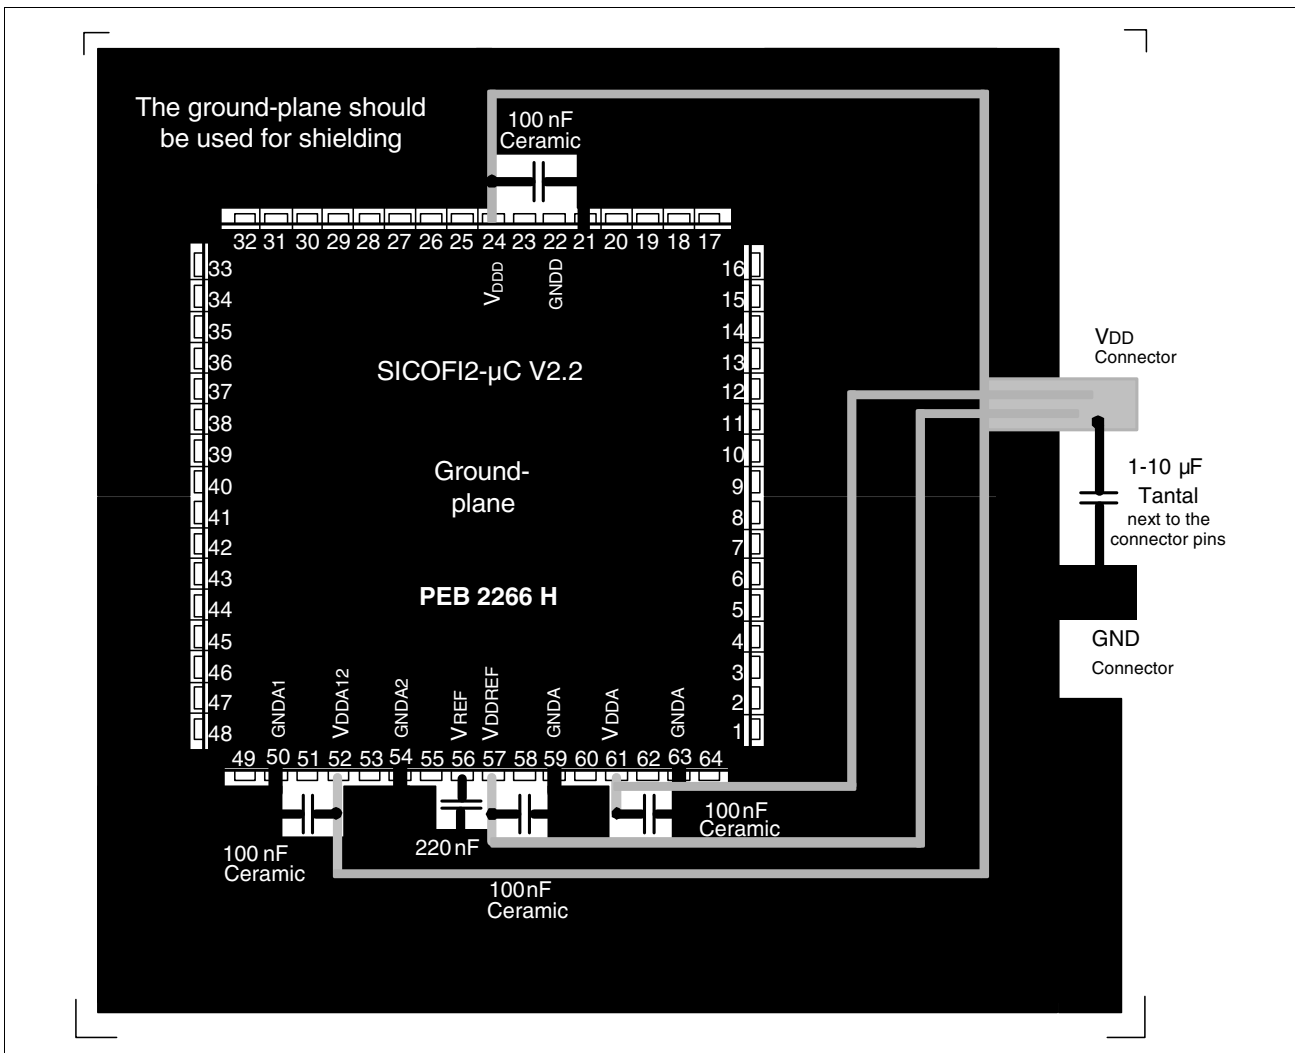 The ground-plane should
be used for shielding
100 nF
Ceramic
32 31 30 29 28 27 26 25 24 23 22 21 20 19 18 17
VDDD
GNDD
33
34
35
36
37
38
39
40
41
42
43
44
45
46
47
48
16
15
14
13
12
11
10
9
8
7
6
5
4
3
2
1
SICOFI2-µC V2.2
Ground-
plane
PEB 2266 H
VDD
Connector
1-10 µF
Tantal
next to the
connector pins
GND
Connector
GNDA1
VDDA12
GNDA2
VREF
VDDREF
GNDA
VDDA
GNDA
49 50 51 52 53 54 55 56 57 58 59 60 61 62 63 64
100 nF
Ceramic
220 nF
100 nF
Ceramic
100 nF
Ceramic